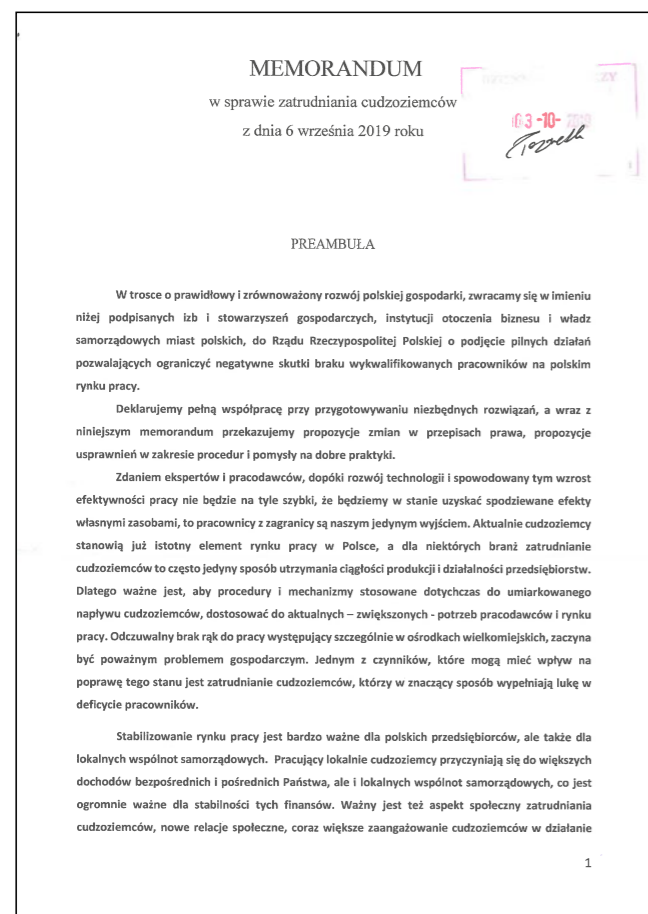 MEMORANDUM
w sprawie zatrudniania cudzoziemców
z dnia 6 września 2019 roku
03 -10- 2019
PREAMBUŁA
W trosce o prawidłowy i zrównoważony rozwój polskiej gospodarki, zwracamy się w imieniu
niżej podpisanych izb i stowarzyszeń gospodarczych, instytucji otoczenia biznesu i władz
samorządowych miast polskich, do Rządu Rzeczypospolitej Polskiej o podjęcie pilnych działań
pozwalających ograniczyć negatywne skutki braku wykwalifikowanych pracowników na polskim
rynku pracy.
Deklarujemy pełną współpracę przy przygotowywaniu niezbędnych rozwiązań, a wraz z
niniejszym memorandum przekazujemy propozycje zmian w przepisach prawa, propozycje
usprawnień w zakresie procedur i pomysły na dobre praktyki.
Zdaniem ekspertów i pracodawców, dopóki rozwój technologii i spowodowany tym wzrost
efektywności pracy nie będzie na tyle szybki, że będziemy w stanie uzyskać spodziewane efekty
własnymi zasobami, to pracownicy z zagranicy są naszym jedynym wyjściem. Aktualnie cudzoziemcy
stanowią już istotny element rynku pracy w Polsce, a dla niektórych branż zatrudnianie
cudzoziemców to często jedyny sposób utrzymania ciągłości produkcji i działalności przedsiębiorstw.
Dlatego ważne jest, aby procedury i mechanizmy stosowane dotychczas do umiarkowanego
napływu cudzoziemców, dostosować do aktualnych – zwiększonych - potrzeb pracodawców i rynku
pracy. Odczuwalny brak rąk do pracy występujący szczególnie w ośrodkach wielkomiejskich, zaczyna
być poważnym problemem gospodarczym. Jednym z czynników, które mogą mieć wpływ na
poprawę tego stanu jest zatrudnianie cudzoziemców, którzy w znaczący sposób wypełniają lukę w
deficycie pracowników.
Stabilizowanie rynku pracy jest bardzo ważne dla polskich przedsiębiorców, ale także dla
lokalnych wspólnot samorządowych. Pracujący lokalnie cudzoziemcy przyczyniają się do większych
dochodów bezpośrednich i pośrednich Państwa, ale i lokalnych wspólnot samorządowych, co jest
ogromnie ważne dla stabilności tych finansów. Ważny jest też aspekt społeczny zatrudniania
cudzoziemców, nowe relacje społeczne, coraz większe zaangażowanie cudzoziemców w działanie
1